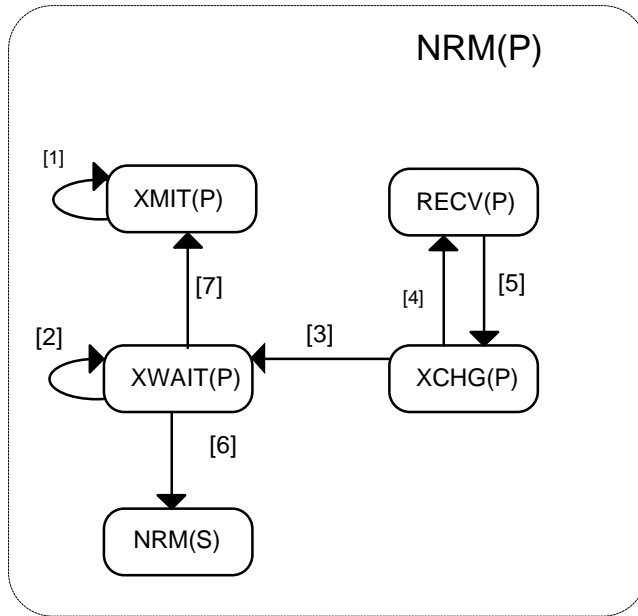 NRM(P)
[1]
XMIT(P)
RECV(P)
[7]
[4]
[5]
[2]
[3]
XWAIT(P)
XCHG(P)
[6]
NRM(S)